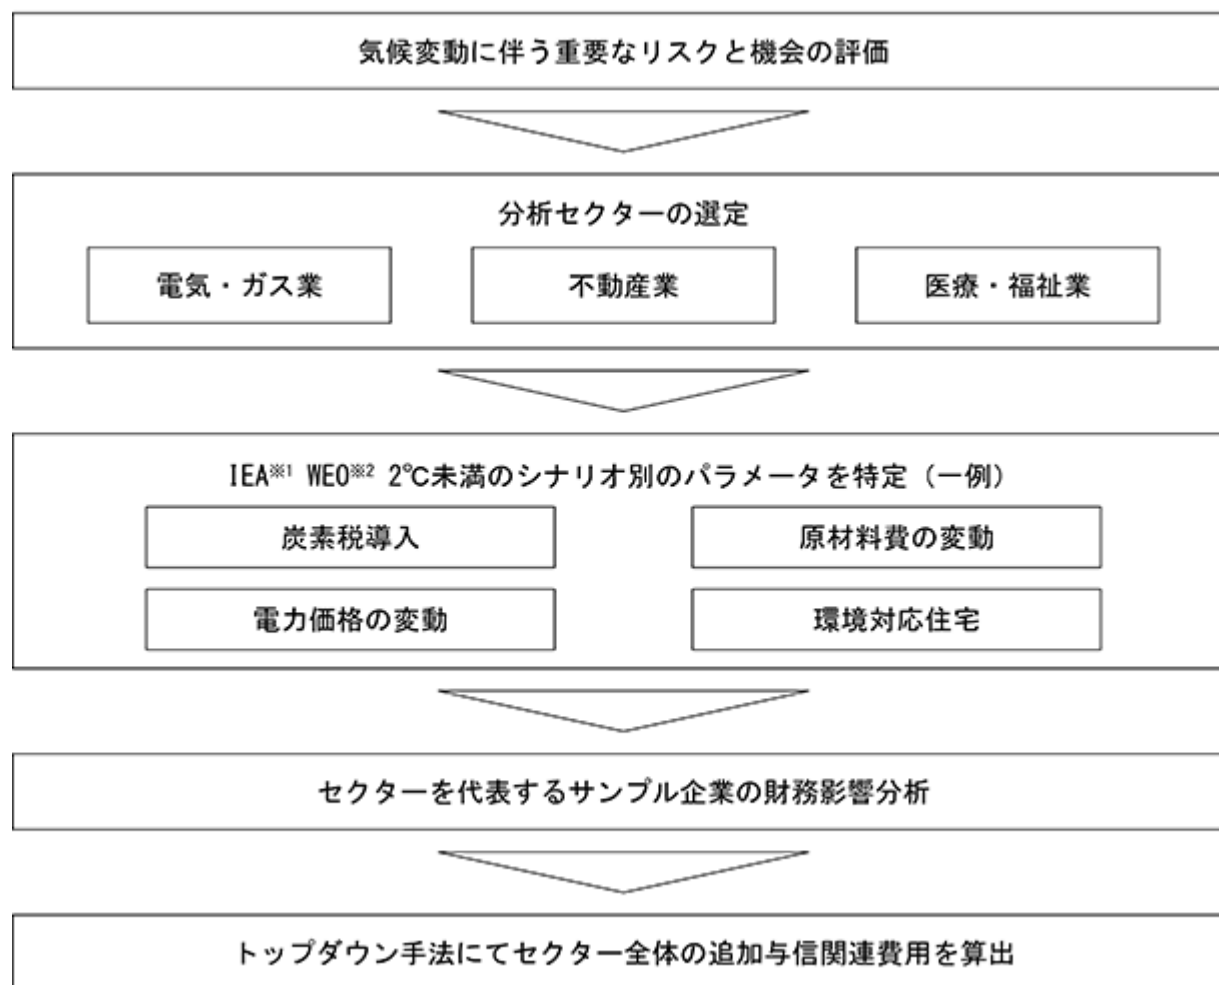 気候変動に伴う重要なリスクと機会の評価
分析セクターの選定
電気・ガス業
不動産業
医療・福祉業
IEA※1 WEO※2 2℃未満のシナリオ別のパラメータを特定（一例）
炭素税導入
原材料費の変動
電力価格の変動
環境対応住宅
セクターを代表するサンプル企業の財務影響分析
トップダウン手法にてセクター全体の追加与信関連費用を算出